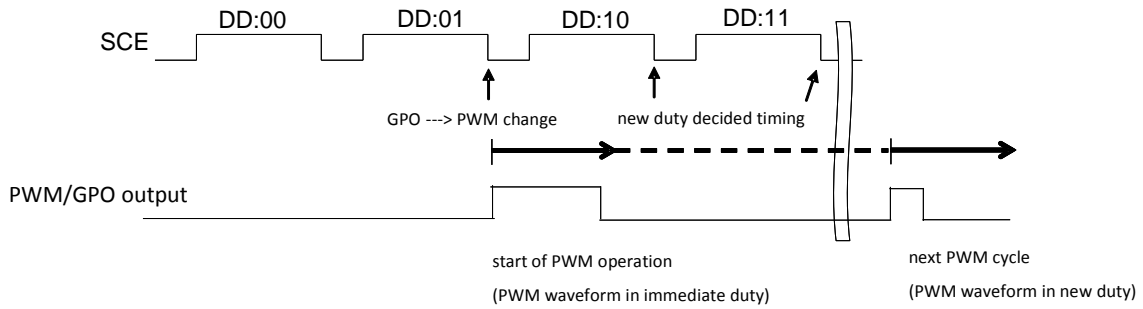 DD:00 DD:01 DD:10 DD:11
SCE
GPO ---> PWM change new duty decided timing
PWM/GPO output
start of PWM operation next PWM cycle
(PWM waveform in immediate duty) (PWM waveform in new duty)